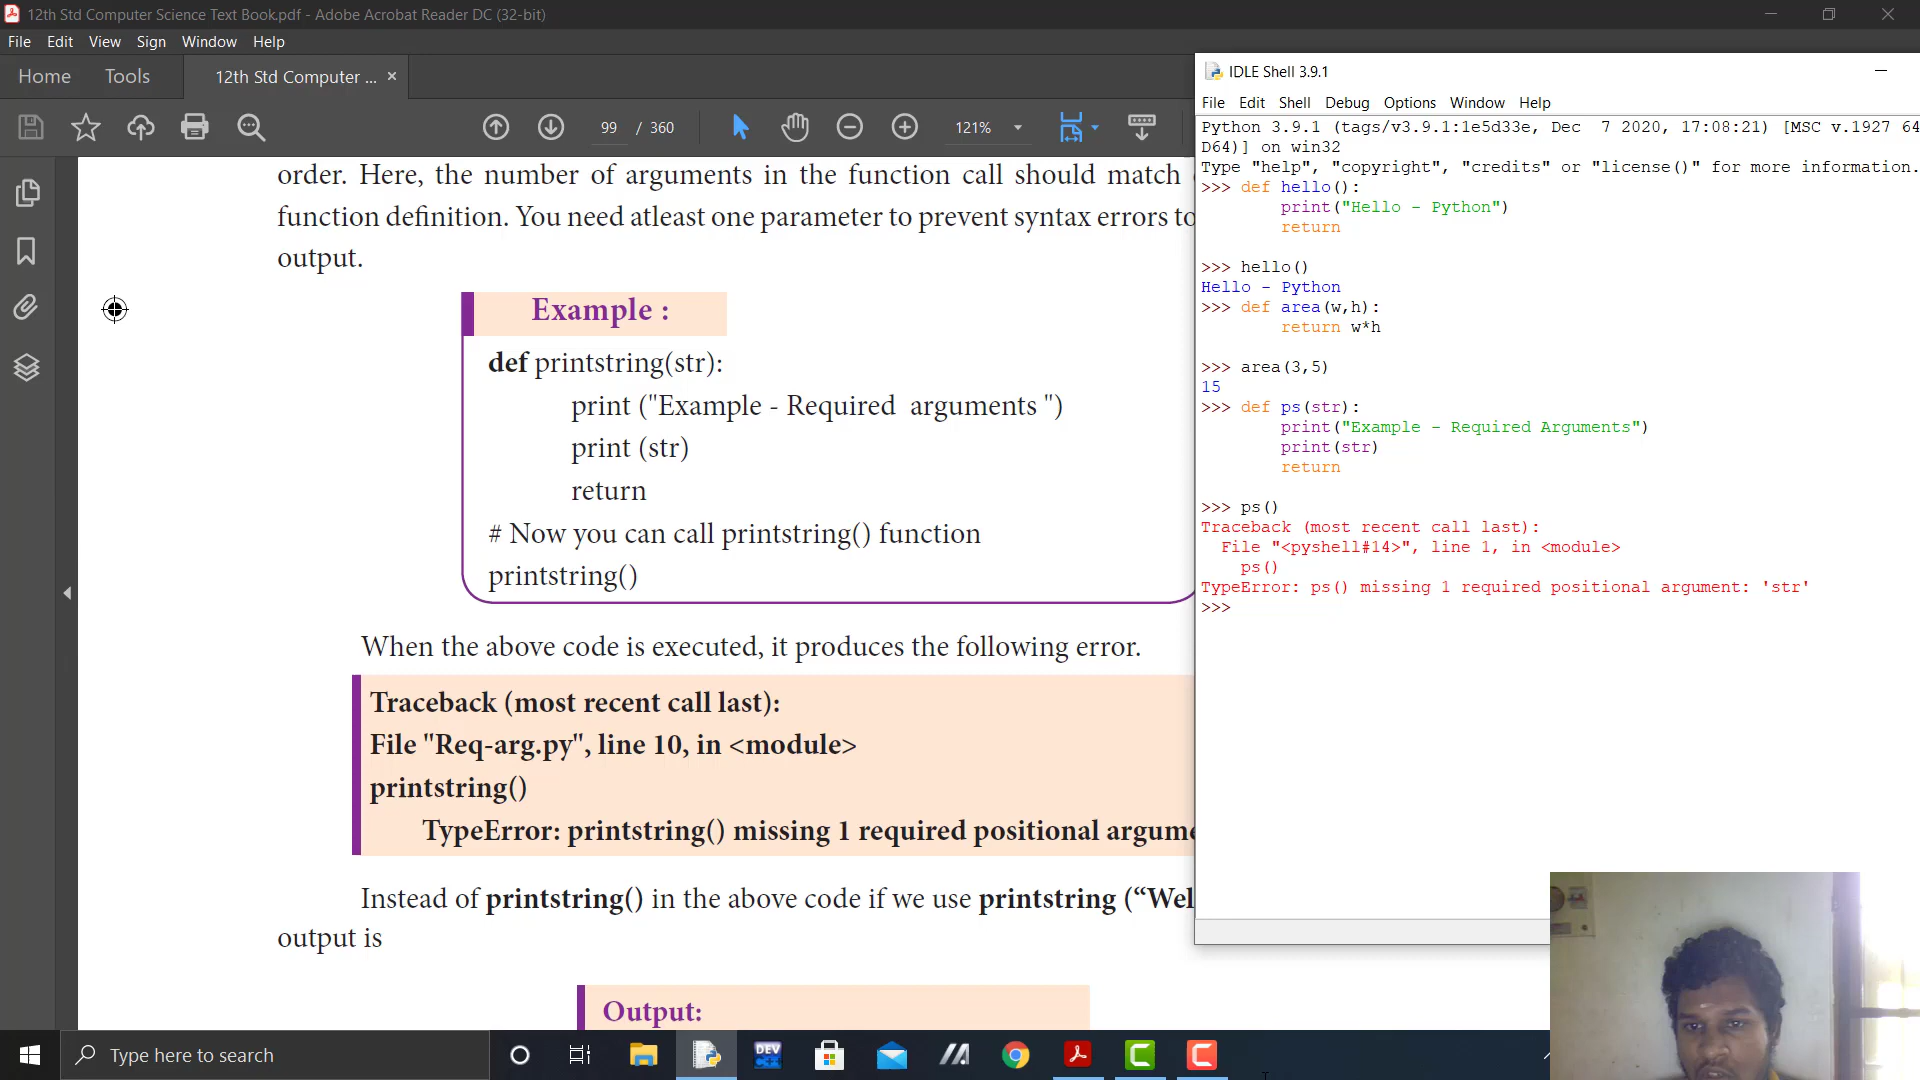 12th Std Computer Science Text Book.pdf - Adobe Acrobat Reader DC (32-bit)
File Edit View Sign Window Help
Home Tools 12th Std Computer ... ×
99 / 360 121%
order. Here, the number of arguments in the function call should match
function definition. You need atleast one parameter to prevent syntax errors to
output.
Example :
def printstring(str):
print ("Example - Required arguments ")
print (str)
return
# Now you can call printstring() function
printstring()
When the above code is executed, it produces the following error.
Traceback (most recent call last):
File "Req-arg.py", line 10, in <module>
printstring()
TypeError: printstring() missing 1 required positional argume
Instead of printstring() in the above code if we use printstring (“Wel
output is
Output:
IDLE Shell 3.9.1
File Edit Shell Debug Options Window Help
Python 3.9.1 (tags/v3.9.1:1e5d33e, Dec 7 2020, 17:08:21) [MSC v.1927 64
D64)] on win32
Type "help", "copyright", "credits" or "license()" for more information.
>>> def hello():
print("Hello - Python")
return
>>> hello()
Hello - Python
>>> def area(w,h):
return w*h
>>> area(3,5)
15
>>> def ps(str):
print("Example - Required Arguments")
print(str)
return
>>> ps()
Traceback (most recent call last):
File "<pyshell#14>", line 1, in <module>
ps()
TypeError: ps() missing 1 required positional argument: 'str'
>>>
Type here to search
DEV
C++